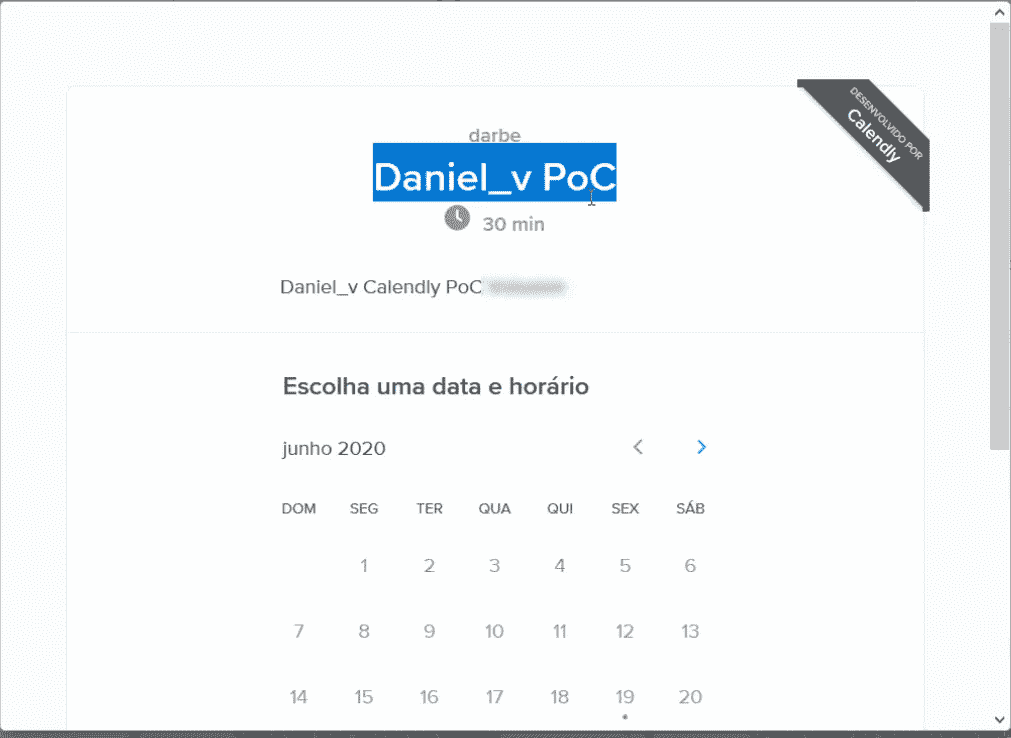 DESENVOLVIDO POR
Calendly
darbe
Daniel_v PoC
30 min
Daniel_v Calendly PoC
Escolha uma data e horário
junho 2020
DOM SEG TER QUA QUI SEX SÁB
1 2 3 4 5 6
7 8 9 10 11 12 13
14 15 16 17 18 19 20